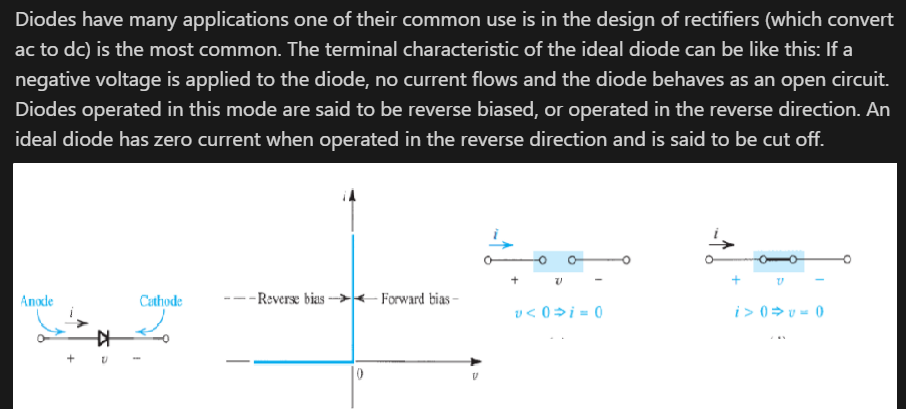 Diodes have many applications one of their common use is in the design of rectifiers (which convert
ac to dc) is the most common. The terminal characteristic of the ideal diode can be like this: If a
negative voltage is applied to the diode, no current flows and the diode behaves as an open circuit.
Diodes operated in this mode are said to be reverse biased, or operated in the reverse direction. An
ideal diode has zero current when operated in the reverse direction and is said to be cut off.
i
i
i
+ υ −
+ υ −
Anode Cathode
Reverse bias Forward bias
υ < 0 ⇒ i = 0
i > 0 ⇒ υ = 0
i
+ υ −
0
υ